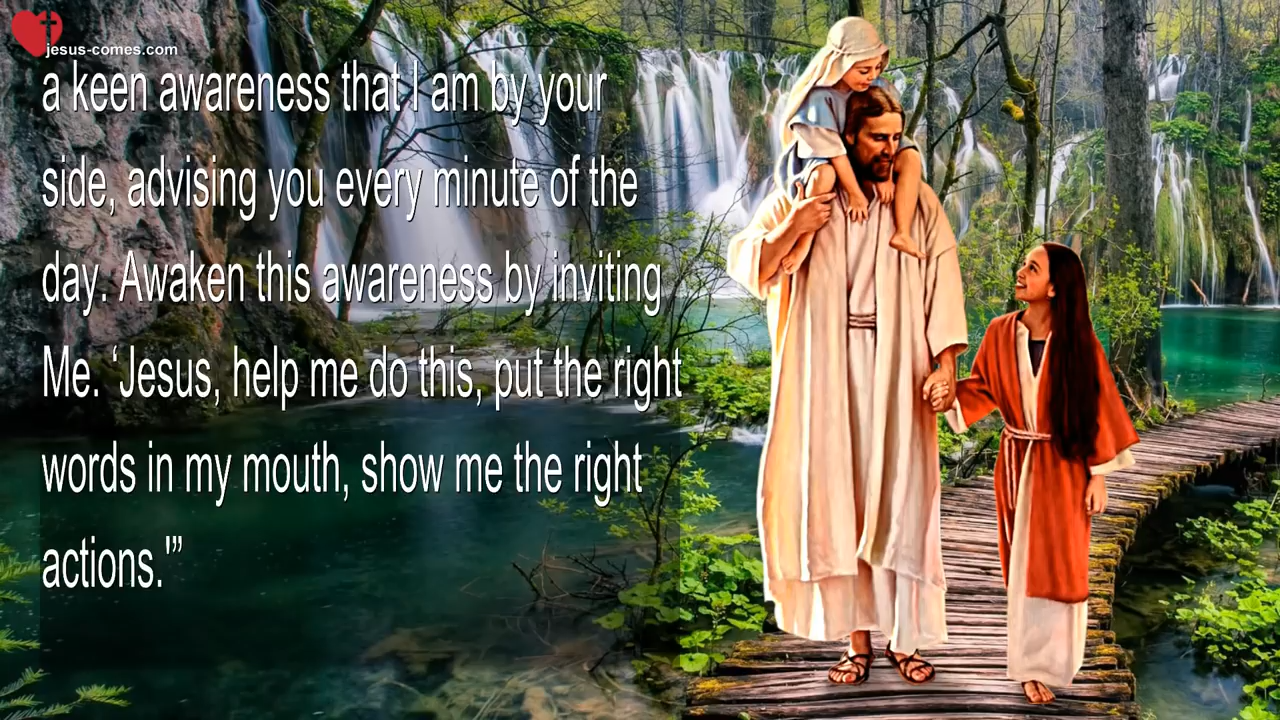 jesus-comes.com
a keen awareness that I am by your
side, advising you every minute of the
day. Awaken this awareness by inviting
Me. ‘Jesus, help me do this, put the right
words in my mouth, show me the right
actions.'”